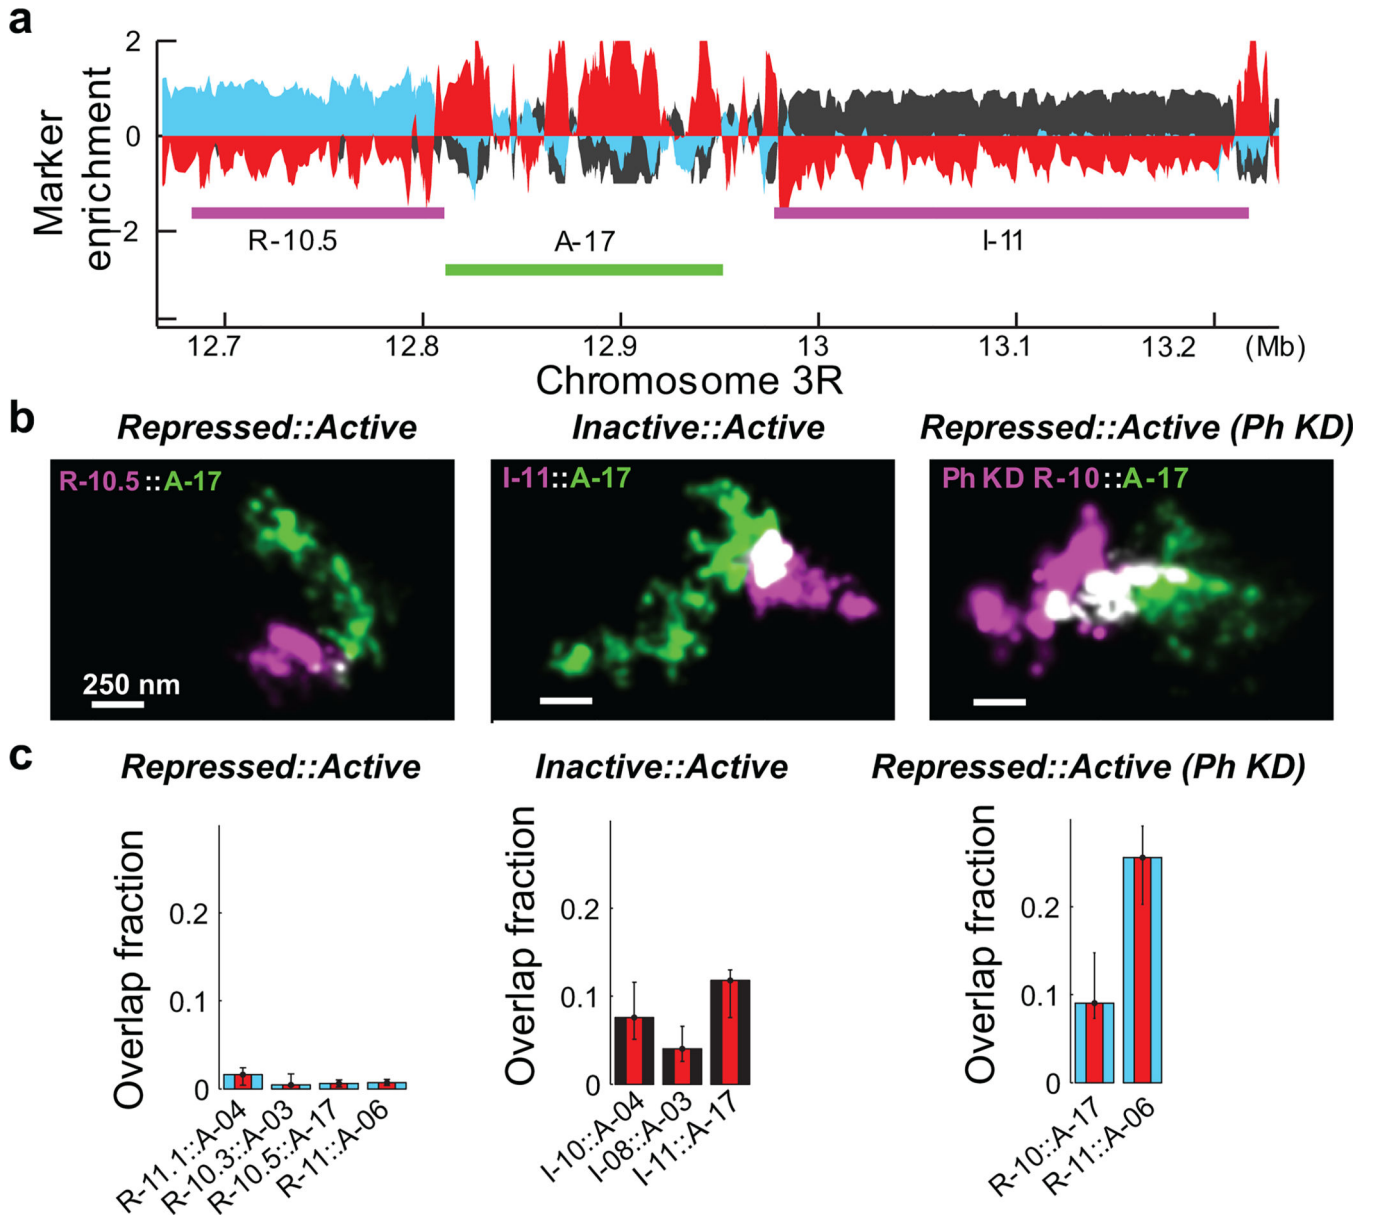 a
2
0
−2
Marker
enrichment
R-10.5
A-17
I-11
12.7 12.8 12.9 13 13.1 13.2 (Mb)
Chromosome 3R
b
Repressed::Active Inactive::Active Repressed::Active (Ph KD)
R-10.5::A-17 I-11::A-17 Ph KD R-10::A-17
250 nm
c
Repressed::Active Inactive::Active Repressed::Active (Ph KD)
Overlap fraction
0.2
0.1
0
R-11.1::A-04
R-10.3::A-03
R-10.5::A-17
R-11::A-06
Overlap fraction
0.2
0.1
0
I-10::A-04
I-08::A-03
I-11::A-17
Overlap fraction
0.2
0.1
0
R-10::A-17
R-11::A-06